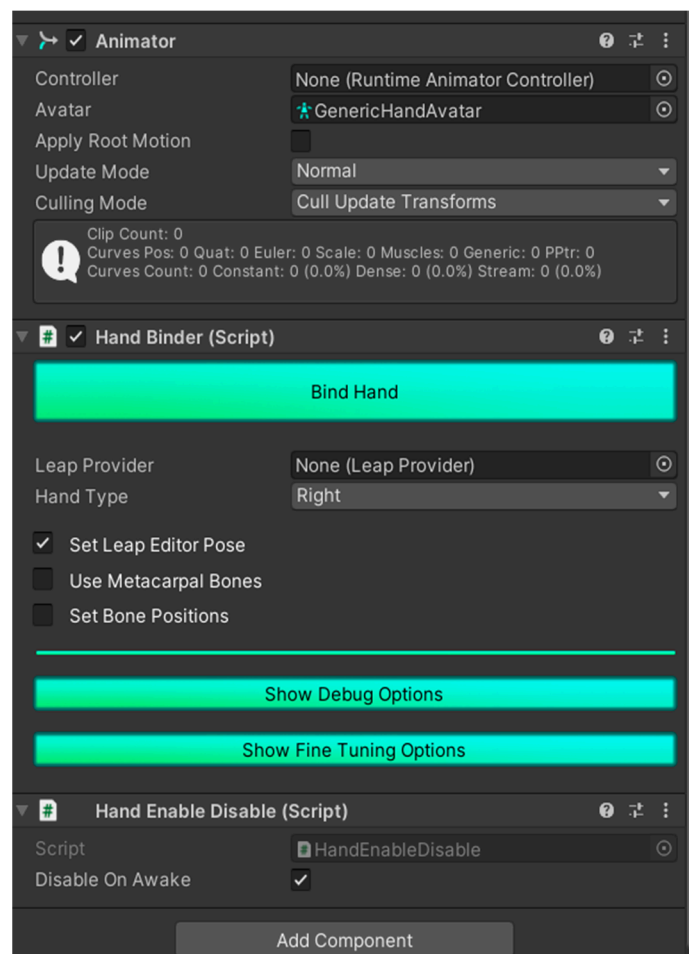 Animator
Controller None (Runtime Animator Controller)
Avatar GenericHandAvatar
Apply Root Motion
Update Mode Normal
Culling Mode Cull Update Transforms
Clip Count: 0
Curves Pos: 0 Quat: 0 Euler: 0 Scale: 0 Muscles: 0 Generic: 0 PPtr: 0
Curves Count: 0 Constant: 0 (0.0%) Dense: 0 (0.0%) Stream: 0 (0.0%)
# Hand Binder (Script)
Bind Hand
Leap Provider None (Leap Provider)
Hand Type Right
Set Leap Editor Pose
Use Metacarpal Bones
Set Bone Positions
Show Debug Options
Show Fine Tuning Options
# Hand Enable Disable (Script)
Script # HandEnableDisable
Disable On Awake
Add Component